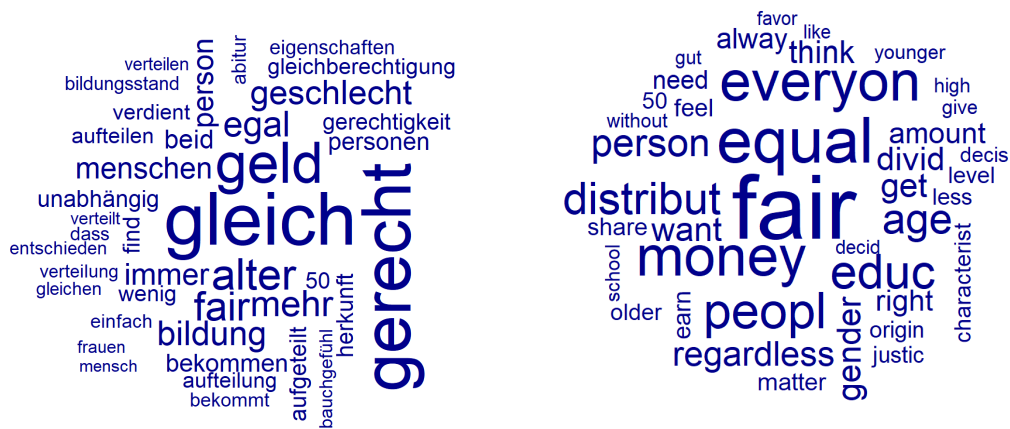 verteilen
bildungsstand
verdient
aufteilen
person
abitur
eigenschaften
gleichberechtigung
geschlecht
beid
egal
gerechtigkeit
personen
menschen
geld
unabhängig
gleich
gerecht
verteilt
dass
find
entschieden
verteilung
gleichen
immer
alter
50
wenig
fair
mehr
herkunft
einfach
bildung
frauen
mensch
bekommen
aufteilung
bekommt
aufgeteilt
bauchgefühl
favor
like
alway
think
younger
gut
need
everyon
high
50
feel
give
without
person
equal
amount
divid
decis
level
distribut
fair
get
less
share
want
age
school
money
decid
educ
characterist
older
earn
peopl
gender
right
origin
regardless
justic
matter